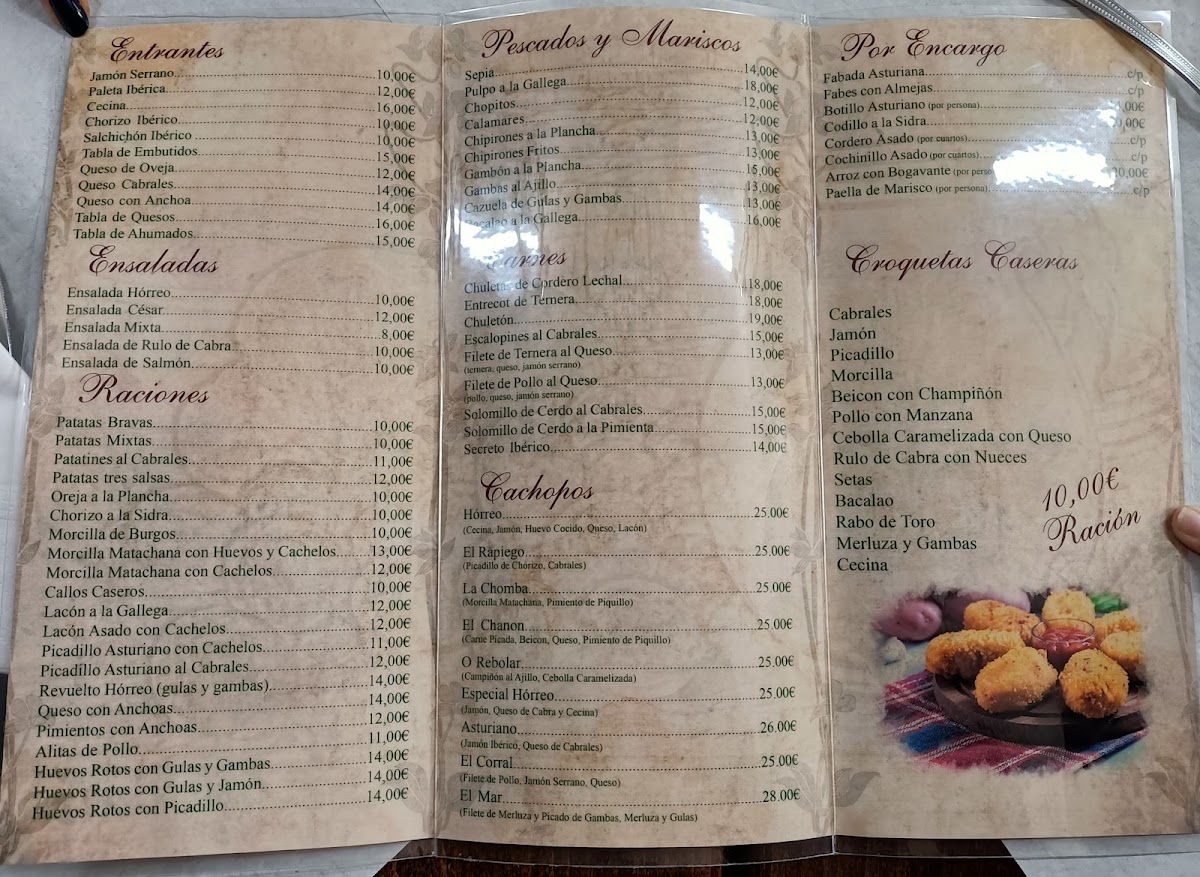 Entrantes
Jamón Serrano 10,00€
Paleta Ibérica 12,00€
Cecina 16,00€
Chorizo Ibérico 10,00€
Salchichón Ibérico 10,00€
Tabla de Embutidos 15,00€
Queso de Oveja 12,00€
Queso Cabrales 14,00€
Queso con Anchoa 14,00€
Tabla de Quesos 16,00€
Tabla de Ahumados 15,00€
Ensaladas
Ensalada Hórreo 10,00€
Ensalada César 12,00€
Ensalada Mixta 8,00€
Ensalada de Rulo de Cabra 10,00€
Ensalada de Salmón 10,00€
Raciones
Patatas Bravas 10,00€
Patatas Mixtas 10,00€
Patatines al Cabrales 11,00€
Patatas tres salsas 12,00€
Oreja a la Plancha 10,00€
Chorizo a la Sidra 10,00€
Morcilla de Burgos 10,00€
Morcilla Matachana con Huevos y Cachelos 13,00€
Morcilla Matachana con Cachelos 12,00€
Callos Caseros 10,00€
Lacón a la Gallega 12,00€
Lacón Asado con Cachelos 12,00€
Picadillo Asturiano con Cachelos 11,00€
Picadillo Asturiano al Cabrales 12,00€
Revuelto Hórreo (gulas y gambas) 14,00€
Queso con Anchoas 14,00€
Pimientos con Anchoas 12,00€
Alitas de Pollo 11,00€
Huevos Rotos con Gulas y Gambas 14,00€
Huevos Rotos con Gulas y Jamón 14,00€
Huevos Rotos con Picadillo 14,00€
Pescados y Mariscos
Sepia 14,00€
Pulpo a la Gallega 18,00€
Chopitos 12,00€
Calamares 12,00€
Chipirones a la Plancha 13,00€
Chipirones Fritos 13,00€
Gambón a la Plancha 16,00€
Gambas al Ajillo 13,00€
Cazuela de Gulas y Gambas 13,00€
Bacalao a la Gallega 16,00€
Carnes
Chuletas de Cordero Lechal 18,00€
Entrecot de Ternera 18,00€
Chuletón 19,00€
Escalopines al Cabrales 15,00€
Filete de Ternera al Queso 13,00€
(ternera, queso, jamón serrano)
Filete de Pollo al Queso 13,00€
(pollo, queso, jamón serrano)
Solomillo de Cerdo al Cabrales 15,00€
Solomillo de Cerdo a la Pimienta 15,00€
Secreto Ibérico 14,00€
Cachopos
Hórreo 25.00€
(Cecina, Jamón, Huevo Cocido, Queso, Lacón)
El Rápiego 25.00€
(Picadillo de Chorizo, Cabrales)
La Chomba 25.00€
(Morcilla Matachana, Pimiento de Piquillo)
El Chanon 25.00€
(Carne Picada, Beicon, Queso, Pimiento de Piquillo)
O Rebolar 25.00€
(Campiñón al Ajillo, Cebolla Caramelizada)
Especial Hórreo 25.00€
(Jamón, Queso de Cabra y Cecina)
Asturiano 26.00€
(Jamón Ibérico, Queso de Cabrales)
El Corral 25.00€
(Filete de Pollo, Jamón Serrano, Queso)
El Mar 28.00€
(Filete de Merluza y Picado de Gambas, Merluza y Gulas)
Por Encargo
Fabada Asturiana c/p
Fabes con Almejas c/p
Botillo Asturiano (por persona)
Codillo a la Sidra
Cordero Asado (por cuartos) c/p
Cochinillo Asado (por cuartos) c/p
Arroz con Bogavante
Paella de Marisco (por persona) c/p
Croquetas Caseras
Cabrales
Jamón
Picadillo
Morcilla
Beicon con Champiñón
Pollo con Manzana
Cebolla Caramelizada con Queso
Rulo de Cabra con Nueces
Setas
Bacalao
Rabo de Toro
Merluza y Gambas
Cecina
10,00€
Ración